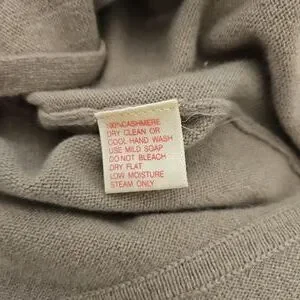 100%CASHMERE
DRY CLEAN OR
COOL HAND WASH
USE MILD SOAP
DO NOT BLEACH
DRY FLAT
LOW MOISTURE
STEAM ONLY